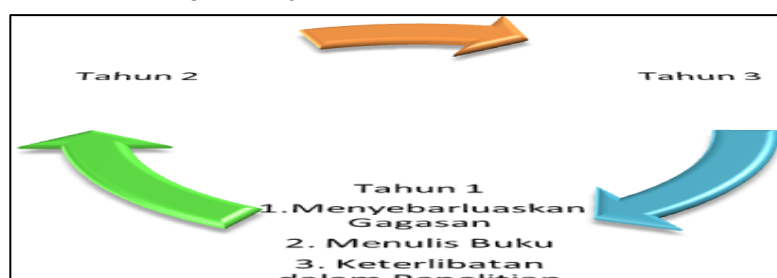 Tahun 2
Tahun 3
Tahun 1
1.Menyebarluaskan
Gagasan
2. Menulis Buku
3. Keterlibatan